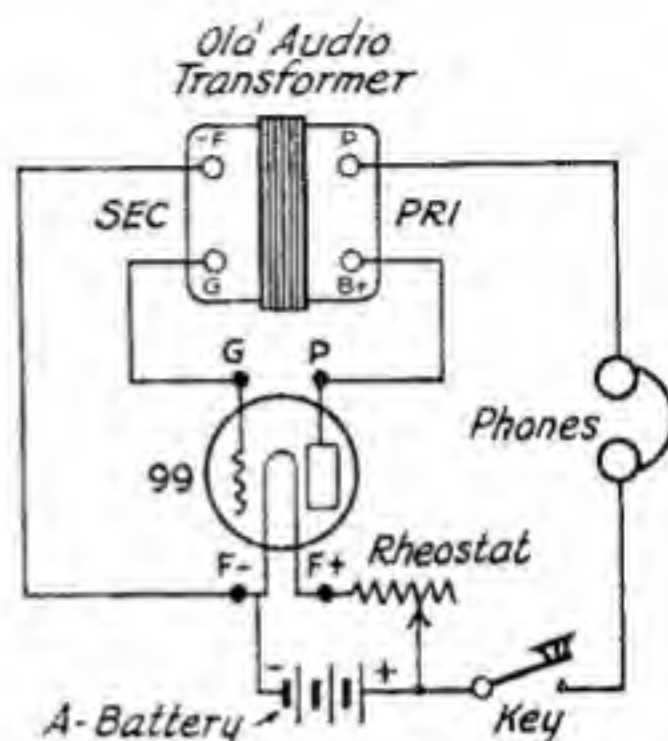 Old Audio
Transformer
-F
P
SEC
PRI
G
B+
G
P
99
Phones
F-
F+
Rheostat
-
+
A-Battery
Key